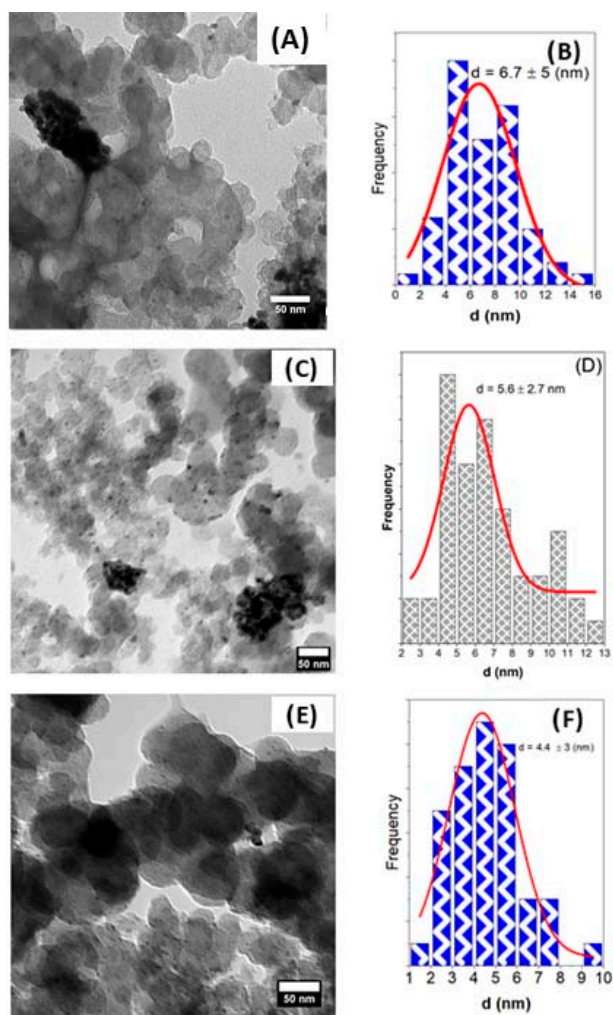 (A)
50 nm
(B)
d = 6.7 ± 5 (nm)
Frequency
0 2 4 6 8 10 12 14 16
d (nm)
(C)
50 nm
(D)
d = 5.6 ± 2.7 nm
Frequency
2 3 4 5 6 7 8 9 10 11 12 13
d (nm)
(E)
50 nm
(F)
d = 4.4 ± 3 (nm)
Frequency
1 2 3 4 5 6 7 8 9 10
d (nm)